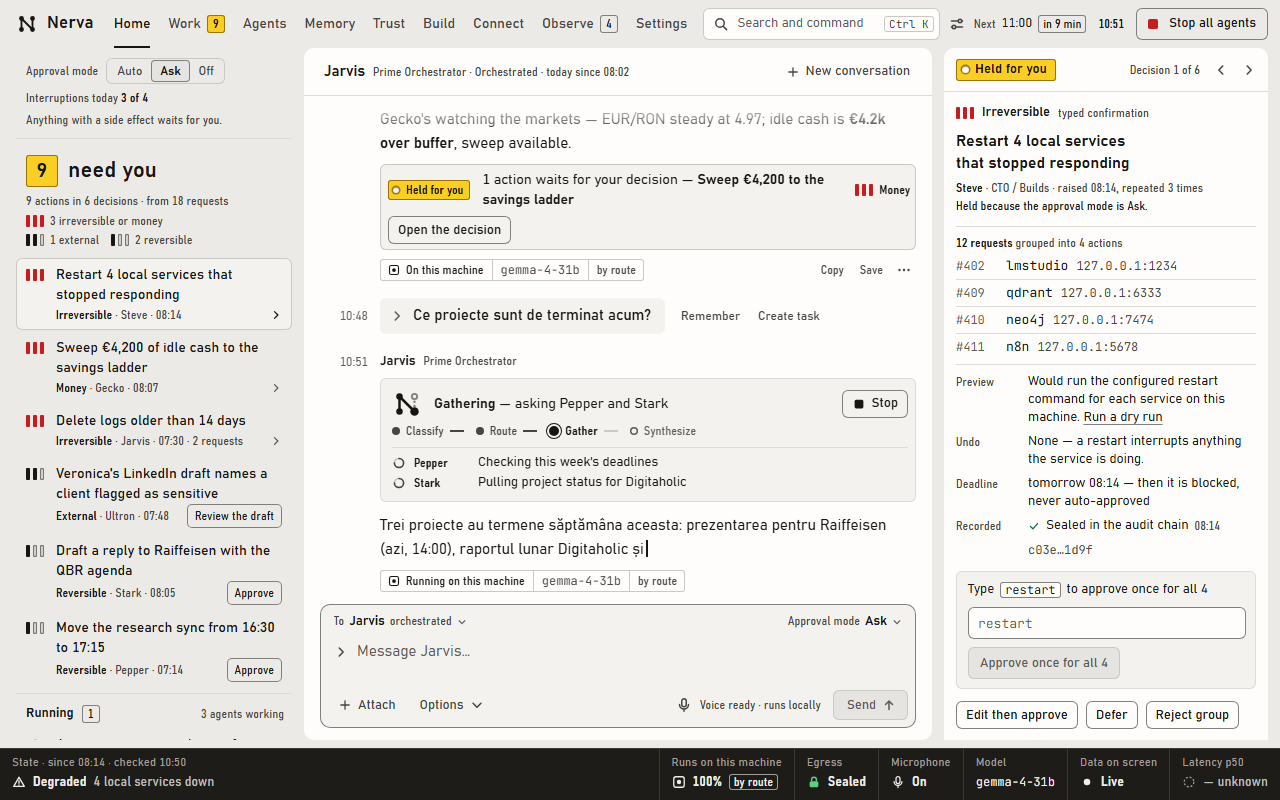 Nerva
Home
Work 9
Agents
Memory
Trust
Build
Connect
Observe 4
Settings
Search and command Ctrl K
Next 11:00 in 9 min 10:51
Stop all agents
Approval mode Auto Ask Off
Interruptions today 3 of 4
Anything with a side effect waits for you.
9 need you
9 actions in 6 decisions · from 18 requests
3 irreversible or money
1 external 2 reversible
Restart 4 local services that
stopped responding
Irreversible · Steve · 08:14
Sweep €4,200 of idle cash to the
savings ladder
Money · Gecko · 08:07
Delete logs older than 14 days
Irreversible · Jarvis · 07:30 · 2 requests
Veronica's LinkedIn draft names a
client flagged as sensitive
External · Ultron · 07:48 Review the draft
Draft a reply to Raiffeisen with the
QBR agenda
Reversible · Stark · 08:05 Approve
Move the research sync from 16:30
to 17:15
Reversible · Pepper · 07:14 Approve
Running 1 3 agents working
Jarvis Prime Orchestrator · Orchestrated · today since 08:02
New conversation
Gecko's watching the markets — EUR/RON steady at 4.97; idle cash is €4.2k
over buffer, sweep available.
Held for you 1 action waits for your decision — Sweep €4,200 to the
savings ladder
Money
Open the decision
On this machine gemma-4-31b by route
Copy Save ···
10:48 Ce proiecte sunt de terminat acum? Remember Create task
10:51 Jarvis Prime Orchestrator
Gathering — asking Pepper and Stark Stop
Classify Route Gather Synthesize
Pepper Checking this week's deadlines
Stark Pulling project status for Digitaholic
Trei proiecte au termene săptămâna aceasta: prezentarea pentru Raiffeisen
(azi, 14:00), raportul lunar Digitaholic și
Running on this machine gemma-4-31b by route
To Jarvis orchestrated Approval mode Ask
Message Jarvis…
Attach Options Voice ready · runs locally Send
Held for you Decision 1 of 6
Irreversible typed confirmation
Restart 4 local services
that stopped responding
Steve · CTO / Builds · raised 08:14, repeated 3 times
Held because the approval mode is Ask.
12 requests grouped into 4 actions
#402 lmstudio 127.0.0.1:1234
#409 qdrant 127.0.0.1:6333
#410 neo4j 127.0.0.1:7474
#411 n8n 127.0.0.1:5678
Preview Would run the configured restart
command for each service on this
machine. Run a dry run
Undo None — a restart interrupts anything
the service is doing.
Deadline tomorrow 08:14 — then it is blocked,
never auto-approved
Recorded Sealed in the audit chain 08:14
c03e…1d9f
Type restart to approve once for all 4
restart
Approve once for all 4
Edit then approve Defer Reject group
State · since 08:14 · checked 10:50
Degraded 4 local services down
Runs on this machine
100% by route
Egress
Sealed
Microphone
On
Model
gemma-4-31b
Data on screen
Live
Latency p50
— unknown